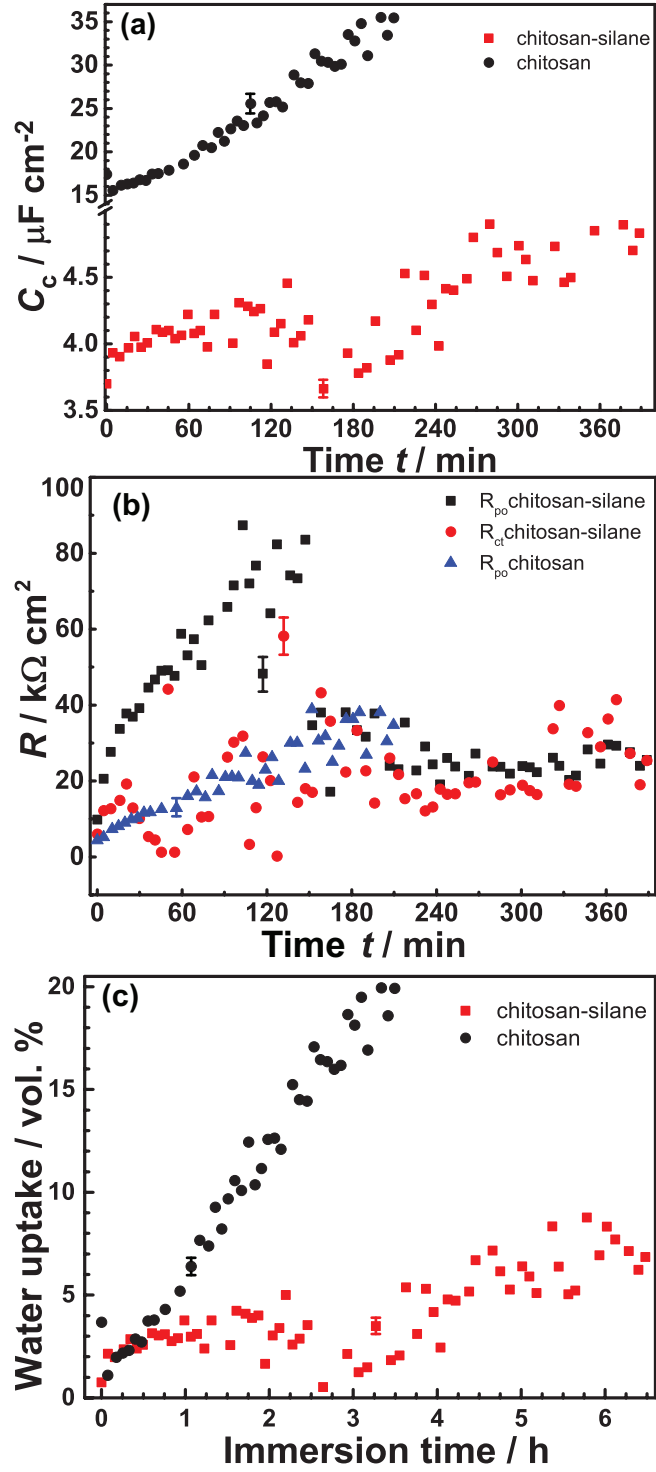 (a)
chitosan-silane
chitosan
C_c / μF cm⁻²
35
30
25
20
15
4.5
4.0
3.5
0 60 120 180 240 300 360
Time t / min
(b)
R_po chitosan-silane
R_ct chitosan-silane
R_po chitosan
R / kΩ cm²
100
80
60
40
20
0
0 60 120 180 240 300 360
Time t / min
(c)
chitosan-silane
chitosan
Water uptake / vol. %
20
15
10
5
0
0 1 2 3 4 5 6
Immersion time / h